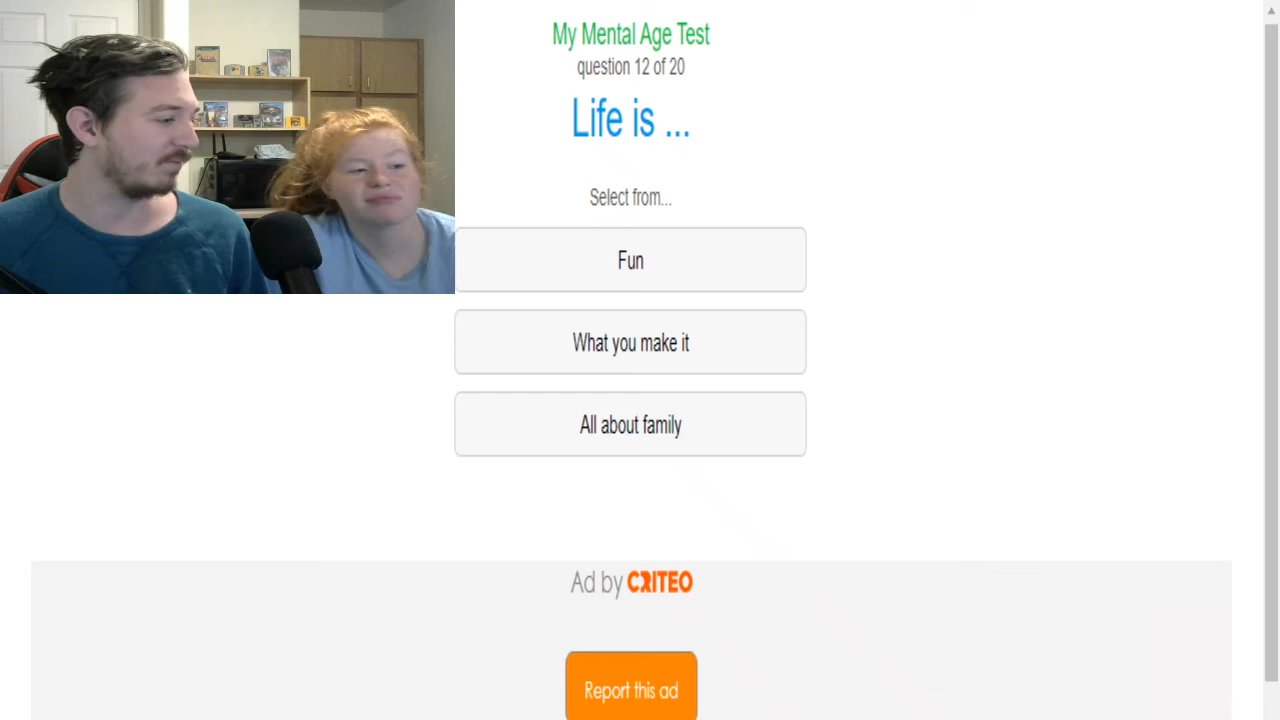 My Mental Age Test
question 12 of 20
Life is ...
Select from...
Fun
What you make it
All about family
Ad by CRITEO
Report this ad